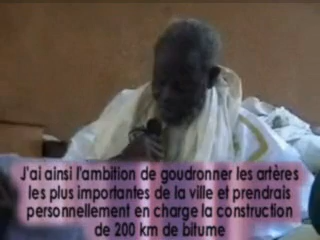 J'ai ainsi l'ambition de goudronner les artères
les plus importantes de la ville et prendrais
personnellement en charge la construction
de 200 km de bitume